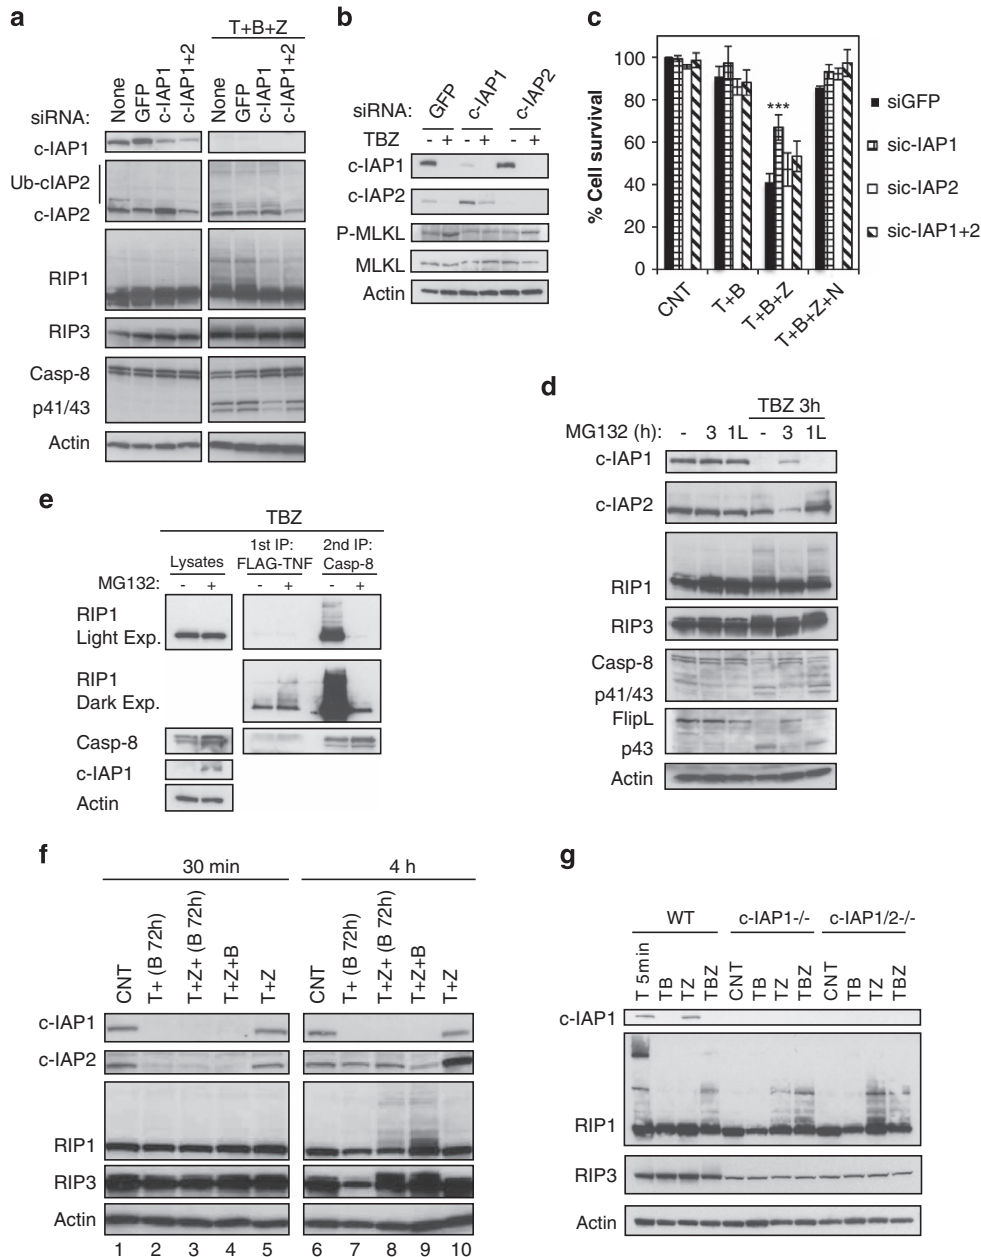 a
T+B+Z
siRNA:
None
GFP
c-IAP1
c-IAP1+2
None
GFP
c-IAP1
c-IAP1+2
c-IAP1
Ub-cIAP2
c-IAP2
RIP1
RIP3
Casp-8
p41/43
Actin
b
siRNA:
GFP
c-IAP1
c-IAP2
TBZ - + - + - +
c-IAP1
c-IAP2
P-MLKL
MLKL
Actin
c
% Cell survival
100
80
60
40
20
0
***
CNT
T+B
T+B+Z
T+B+Z+N
siGFP
sic-IAP1
sic-IAP2
sic-IAP1+2
d
TBZ 3h
MG132 (h): - 3 1L - 3 1L
c-IAP1
c-IAP2
RIP1
RIP3
Casp-8
p41/43
FlipL
p43
Actin
e
TBZ
Lysates
1st IP:
FLAG-TNF
2nd IP:
Casp-8
MG132: - + - + - +
RIP1
Light Exp.
RIP1
Dark Exp.
Casp-8
c-IAP1
Actin
f
30 min
4 h
CNT
T+ (B 72h)
T+Z+ (B 72h)
T+Z+B
T+Z
CNT
T+ (B 72h)
T+Z+ (B 72h)
T+Z+B
T+Z
c-IAP1
c-IAP2
RIP1
RIP3
Actin
1 2 3 4 5 6 7 8 9 10
g
WT
c-IAP1-/-
c-IAP1/2-/-
T 5min
TB
TZ
TBZ
CNT
TB
TZ
TBZ
CNT
TB
TZ
TBZ
c-IAP1
RIP1
RIP3
Actin